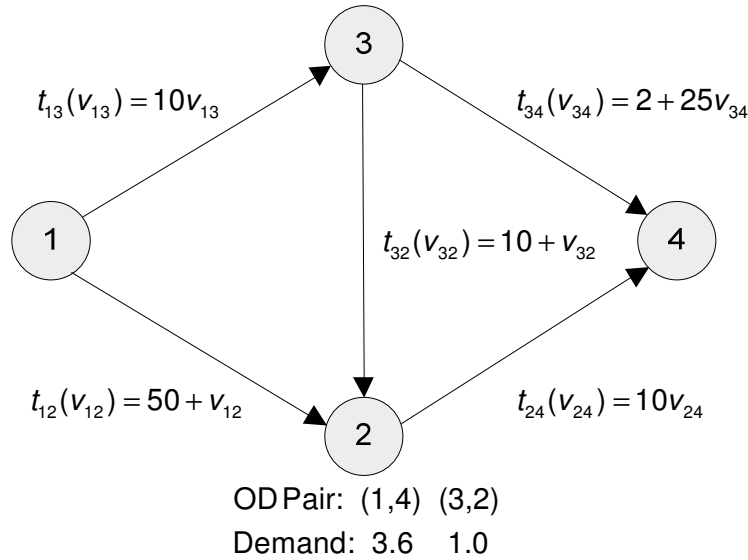 3
t₁₃(v₁₃) = 10v₁₃
t₃₄(v₃₄) = 2 + 25v₃₄
1
t₃₂(v₃₂) = 10 + v₃₂
4
t₁₂(v₁₂) = 50 + v₁₂
t₂₄(v₂₄) = 10v₂₄
2
OD Pair: (1,4) (3,2)
Demand: 3.6 1.0